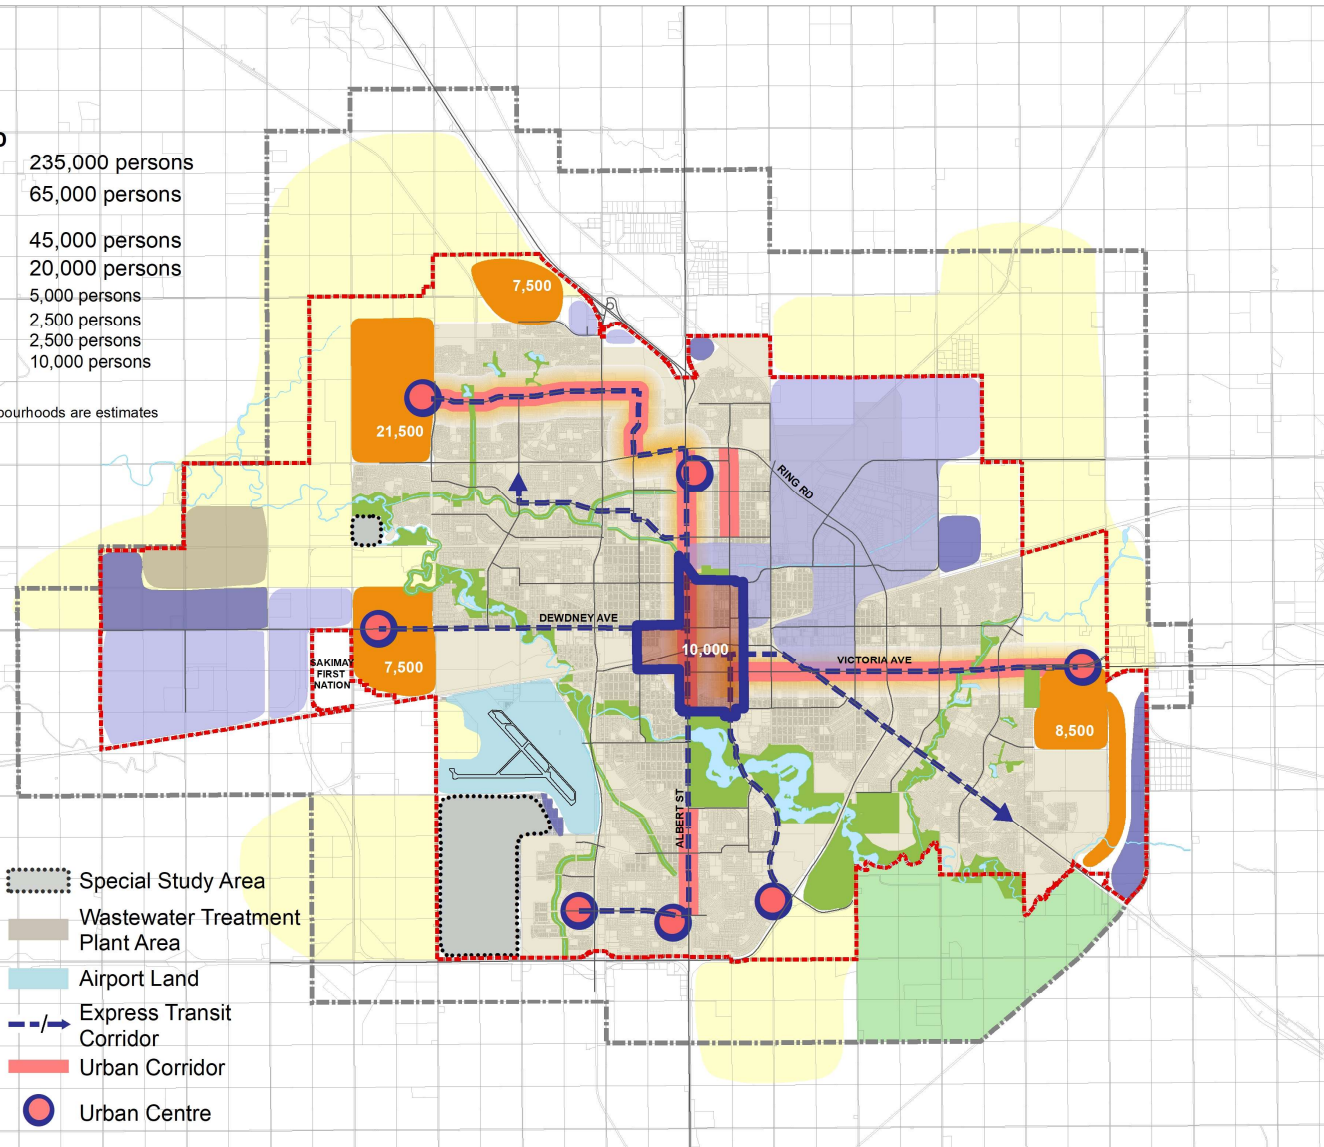 235,000 persons
65,000 persons
45,000 persons
20,000 persons
5,000 persons
2,500 persons
2,500 persons
10,000 persons
bourhoods are estimates
7,500
21,500
RING RD
DEWDNEY AVE
10,000
SAKIMAY
FIRST
NATION
7,500
VICTORIA AVE
8,500
ALBERT ST
Special Study Area
Wastewater Treatment
Plant Area
Airport Land
Express Transit
Corridor
Urban Corridor
Urban Centre